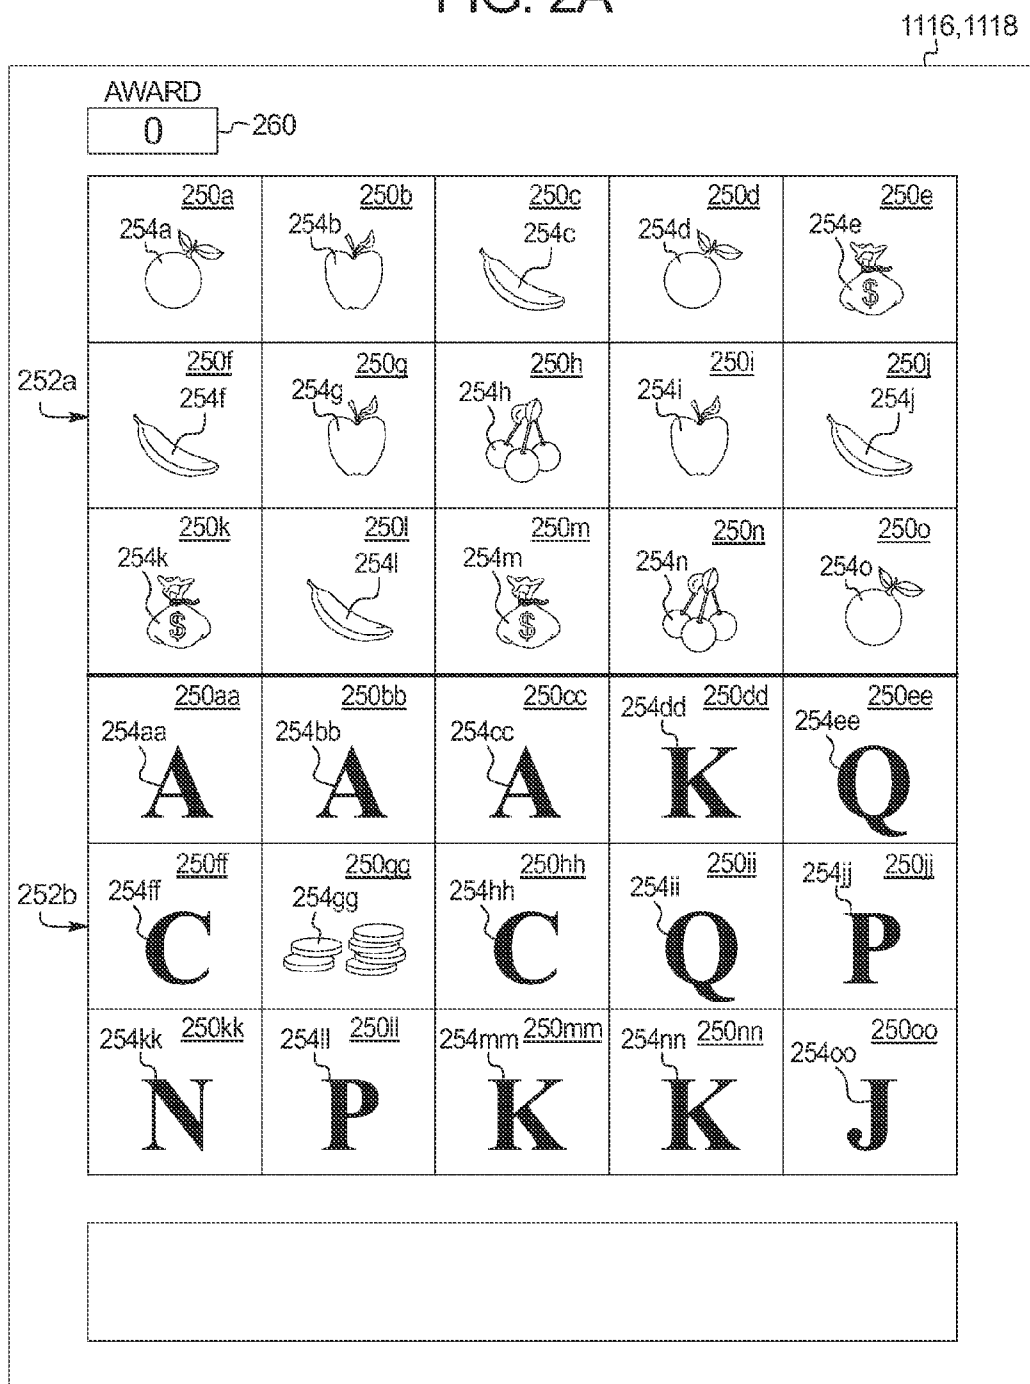 FIG. 2A
1116,1118
AWARD
0
260
250a 250b 250c 250d 250e
254a 254b 254c 254d 254e
$
252a
250f 250g 250h 250i 250j
254f 254g 254h 254i 254j
250k 250l 250m 250n 250o
254k 254l 254m 254n 254o
$ $
250aa 250bb 250cc 250dd 250ee
254aa 254bb 254cc 254dd 254ee
A A A K Q
252b
250ff 250gg 250hh 250ii 250jj
254ff 254gg 254hh 254ii 254jj
C C Q P
250kk 250ll 250mm 250nn 250oo
254kk 254ll 254mm 254nn 254oo
N P K K J